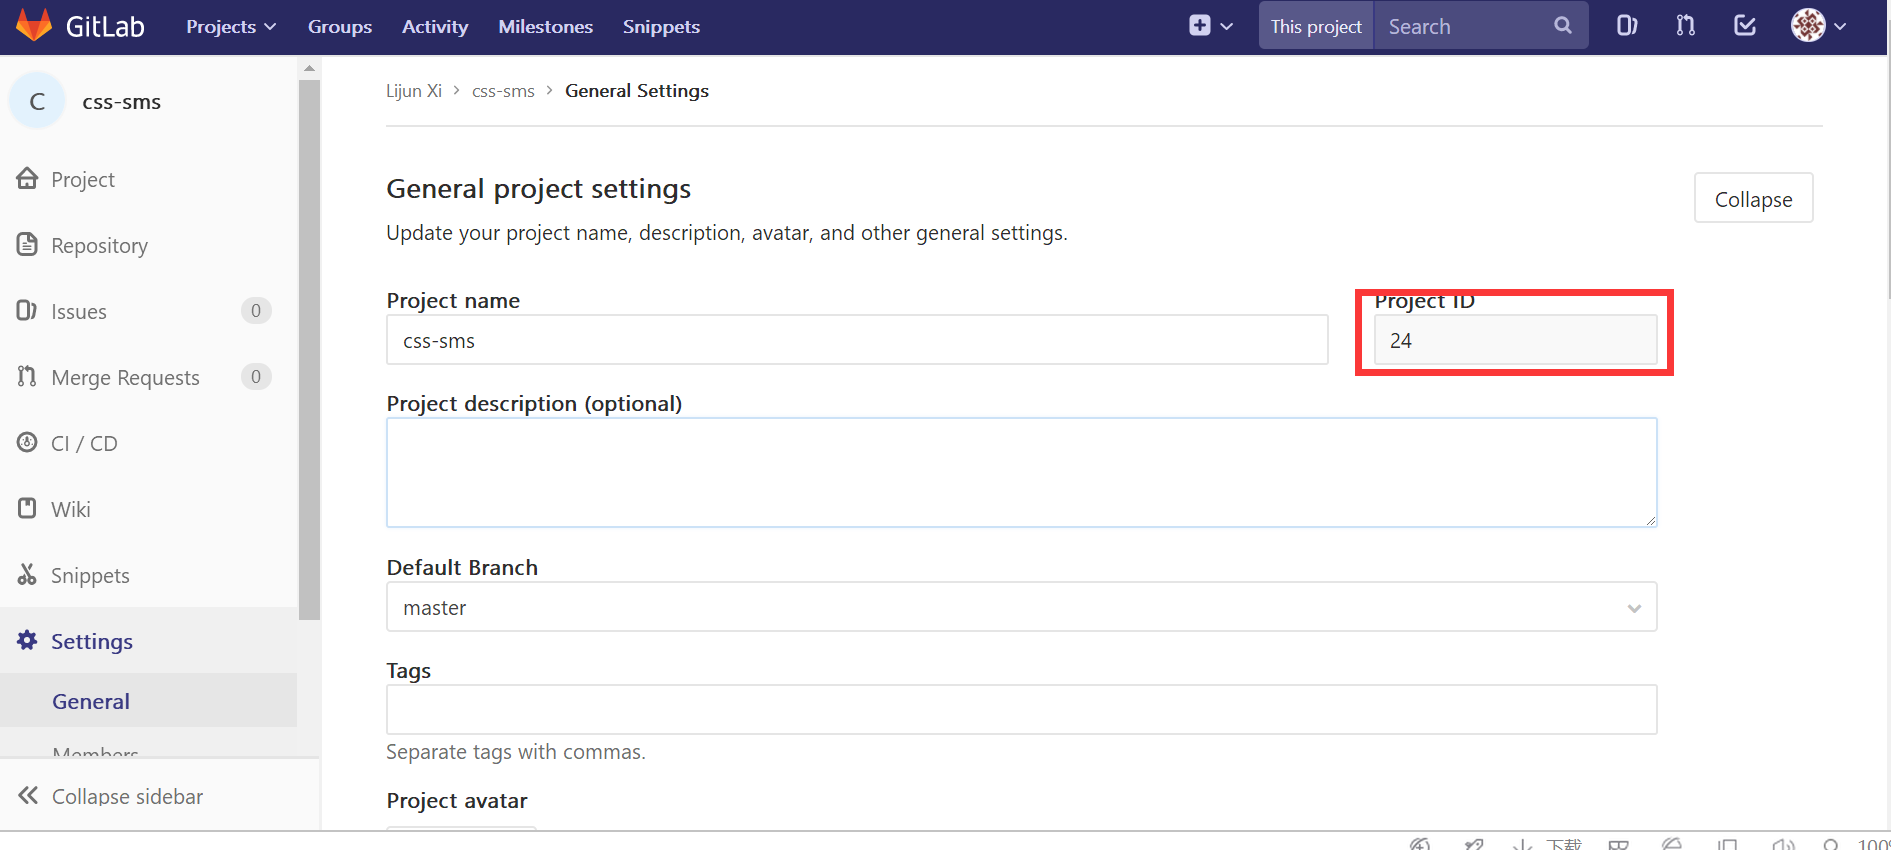 GitLab Projects Groups Activity Milestones Snippets This project Search
C css-sms
Project
Repository
Issues 0
Merge Requests 0
CI / CD
Wiki
Snippets
Settings
General
Members
Collapse sidebar
Lijun Xi > css-sms > General Settings
General project settings
Collapse
Update your project name, description, avatar, and other general settings.
Project name
css-sms
Project ID
24
Project description (optional)
Default Branch
master
Tags
Separate tags with commas.
Project avatar
下载 100%